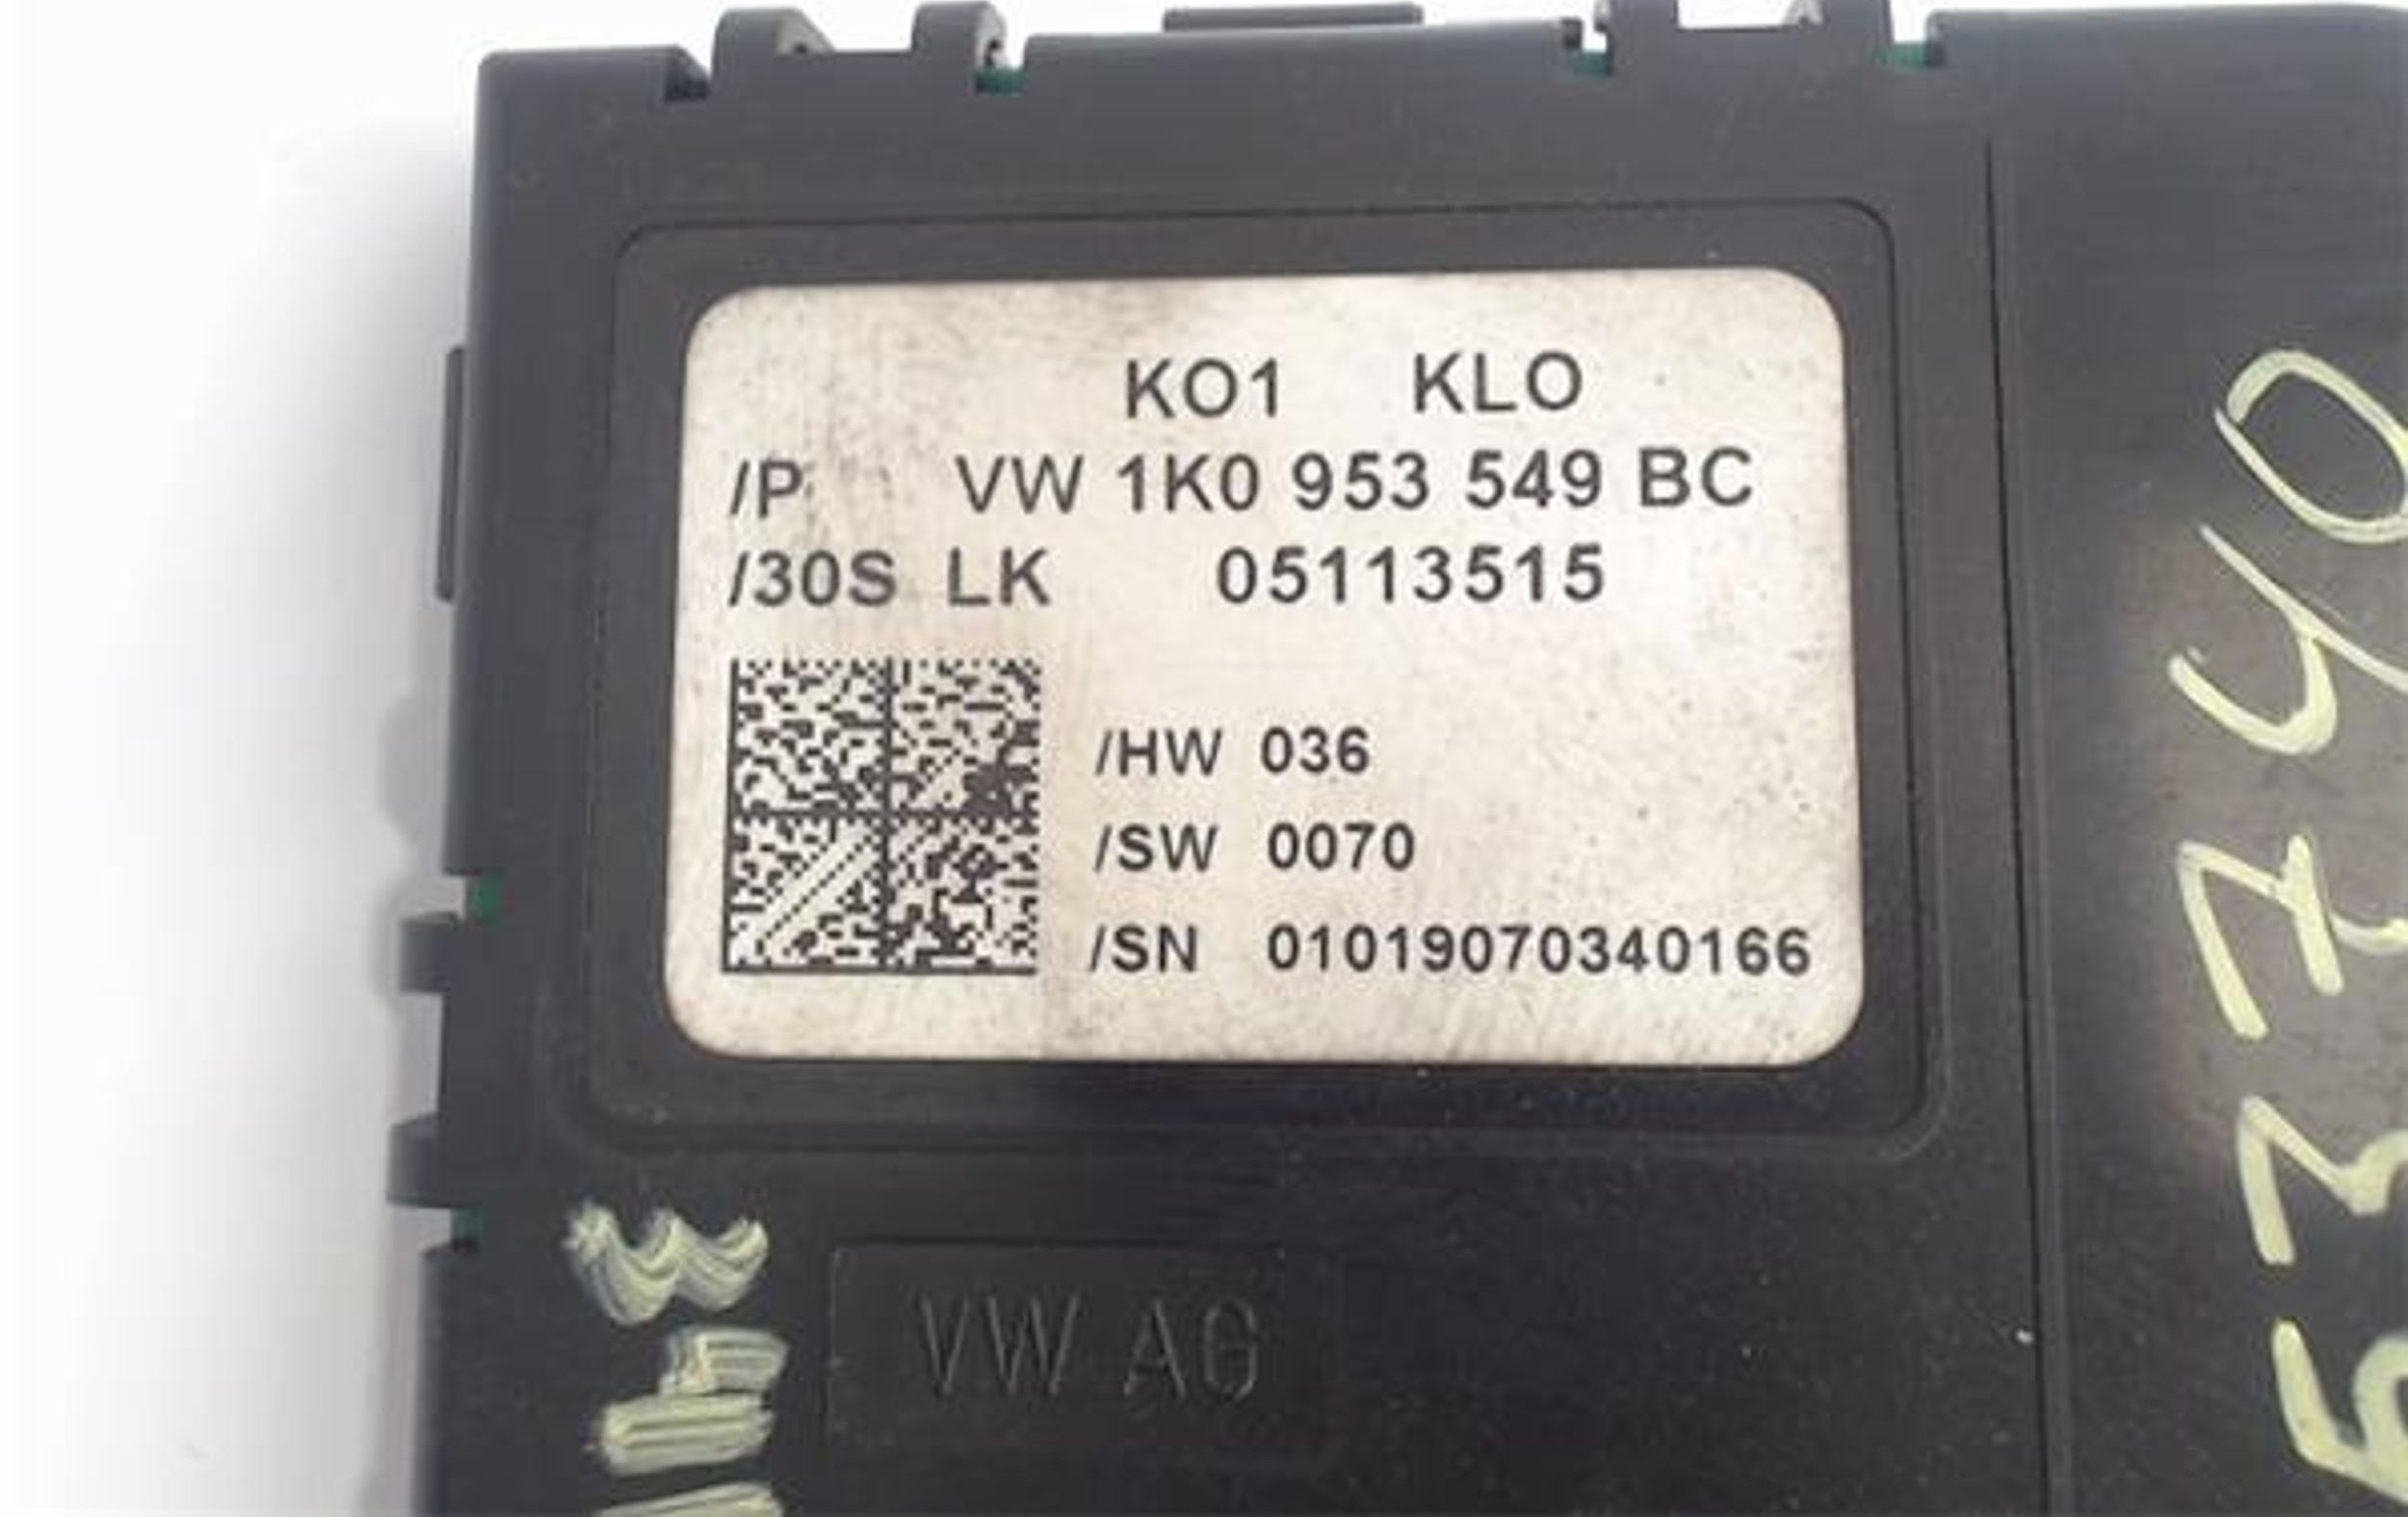 KO1 KLO
/P VW 1K0 953 549 BC
/30S LK 05113515
/HW 036
/SW 0070
/SN 01019070340166
VW AG